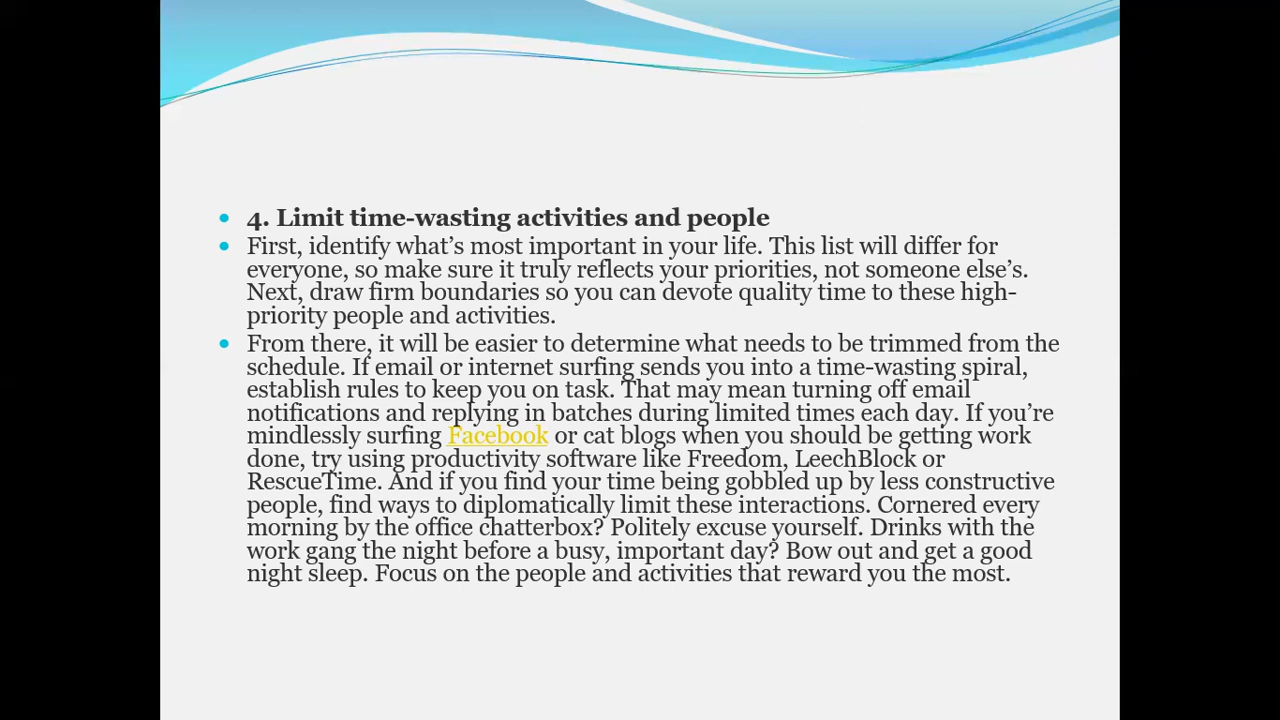 4. Limit time-wasting activities and people
First, identify what's most important in your life. This list will differ for
everyone, so make sure it truly reflects your priorities, not someone else's.
Next, draw firm boundaries so you can devote quality time to these high-
priority people and activities.
From there, it will be easier to determine what needs to be trimmed from the
schedule. If email or internet surfing sends you into a time-wasting spiral,
establish rules to keep you on task. That may mean turning off email
notifications and replying in batches during limited times each day. If you're
mindlessly surfing Facebook or cat blogs when you should be getting work
done, try using productivity software like Freedom, LeechBlock or
RescueTime. And if you find your time being gobbled up by less constructive
people, find ways to diplomatically limit these interactions. Cornered every
morning by the office chatterbox? Politely excuse yourself. Drinks with the
work gang the night before a busy, important day? Bow out and get a good
night sleep. Focus on the people and activities that reward you the most.